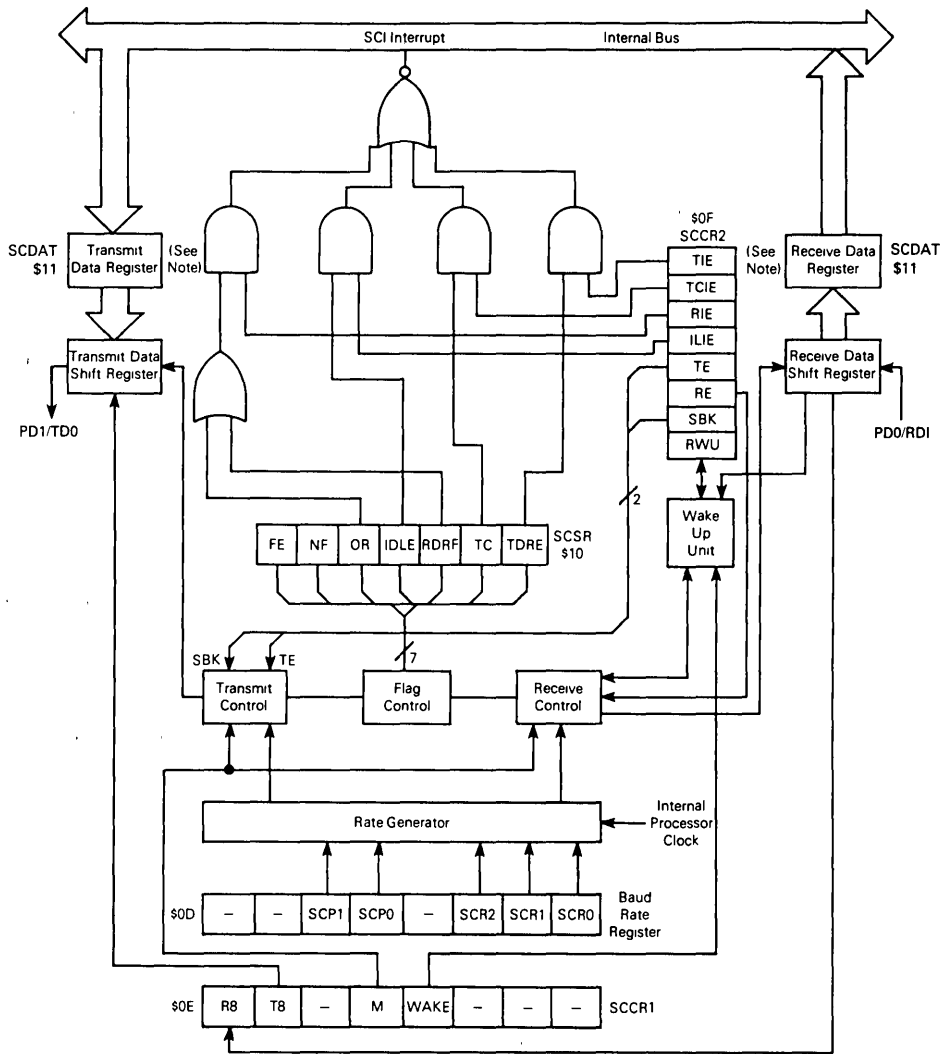 SCI Interrupt
Internal Bus
SCDAT
$11
Transmit
Data Register
(See
Note)
$0F
SCCR2
TIE
TCIE
RIE
ILIE
TE
RE
SBK
RWU
(See
Note)
Receive Data
Register
SCDAT
$11
Transmit Data
Shift Register
Receive Data
Shift Register
PD1/TD0
PD0/RDI
2
Wake
Up
Unit
FE NF OR IDLE RDRF TC TDRE
SCSR
$10
SBK
TE
7
Transmit
Control
Flag
Control
Receive
Control
Rate Generator
Internal
Processor
Clock
$0D – – SCP1 SCP0 – SCR2 SCR1 SCR0
Baud
Rate
Register
$0E R8 T8 – M WAKE – – – SCCR1